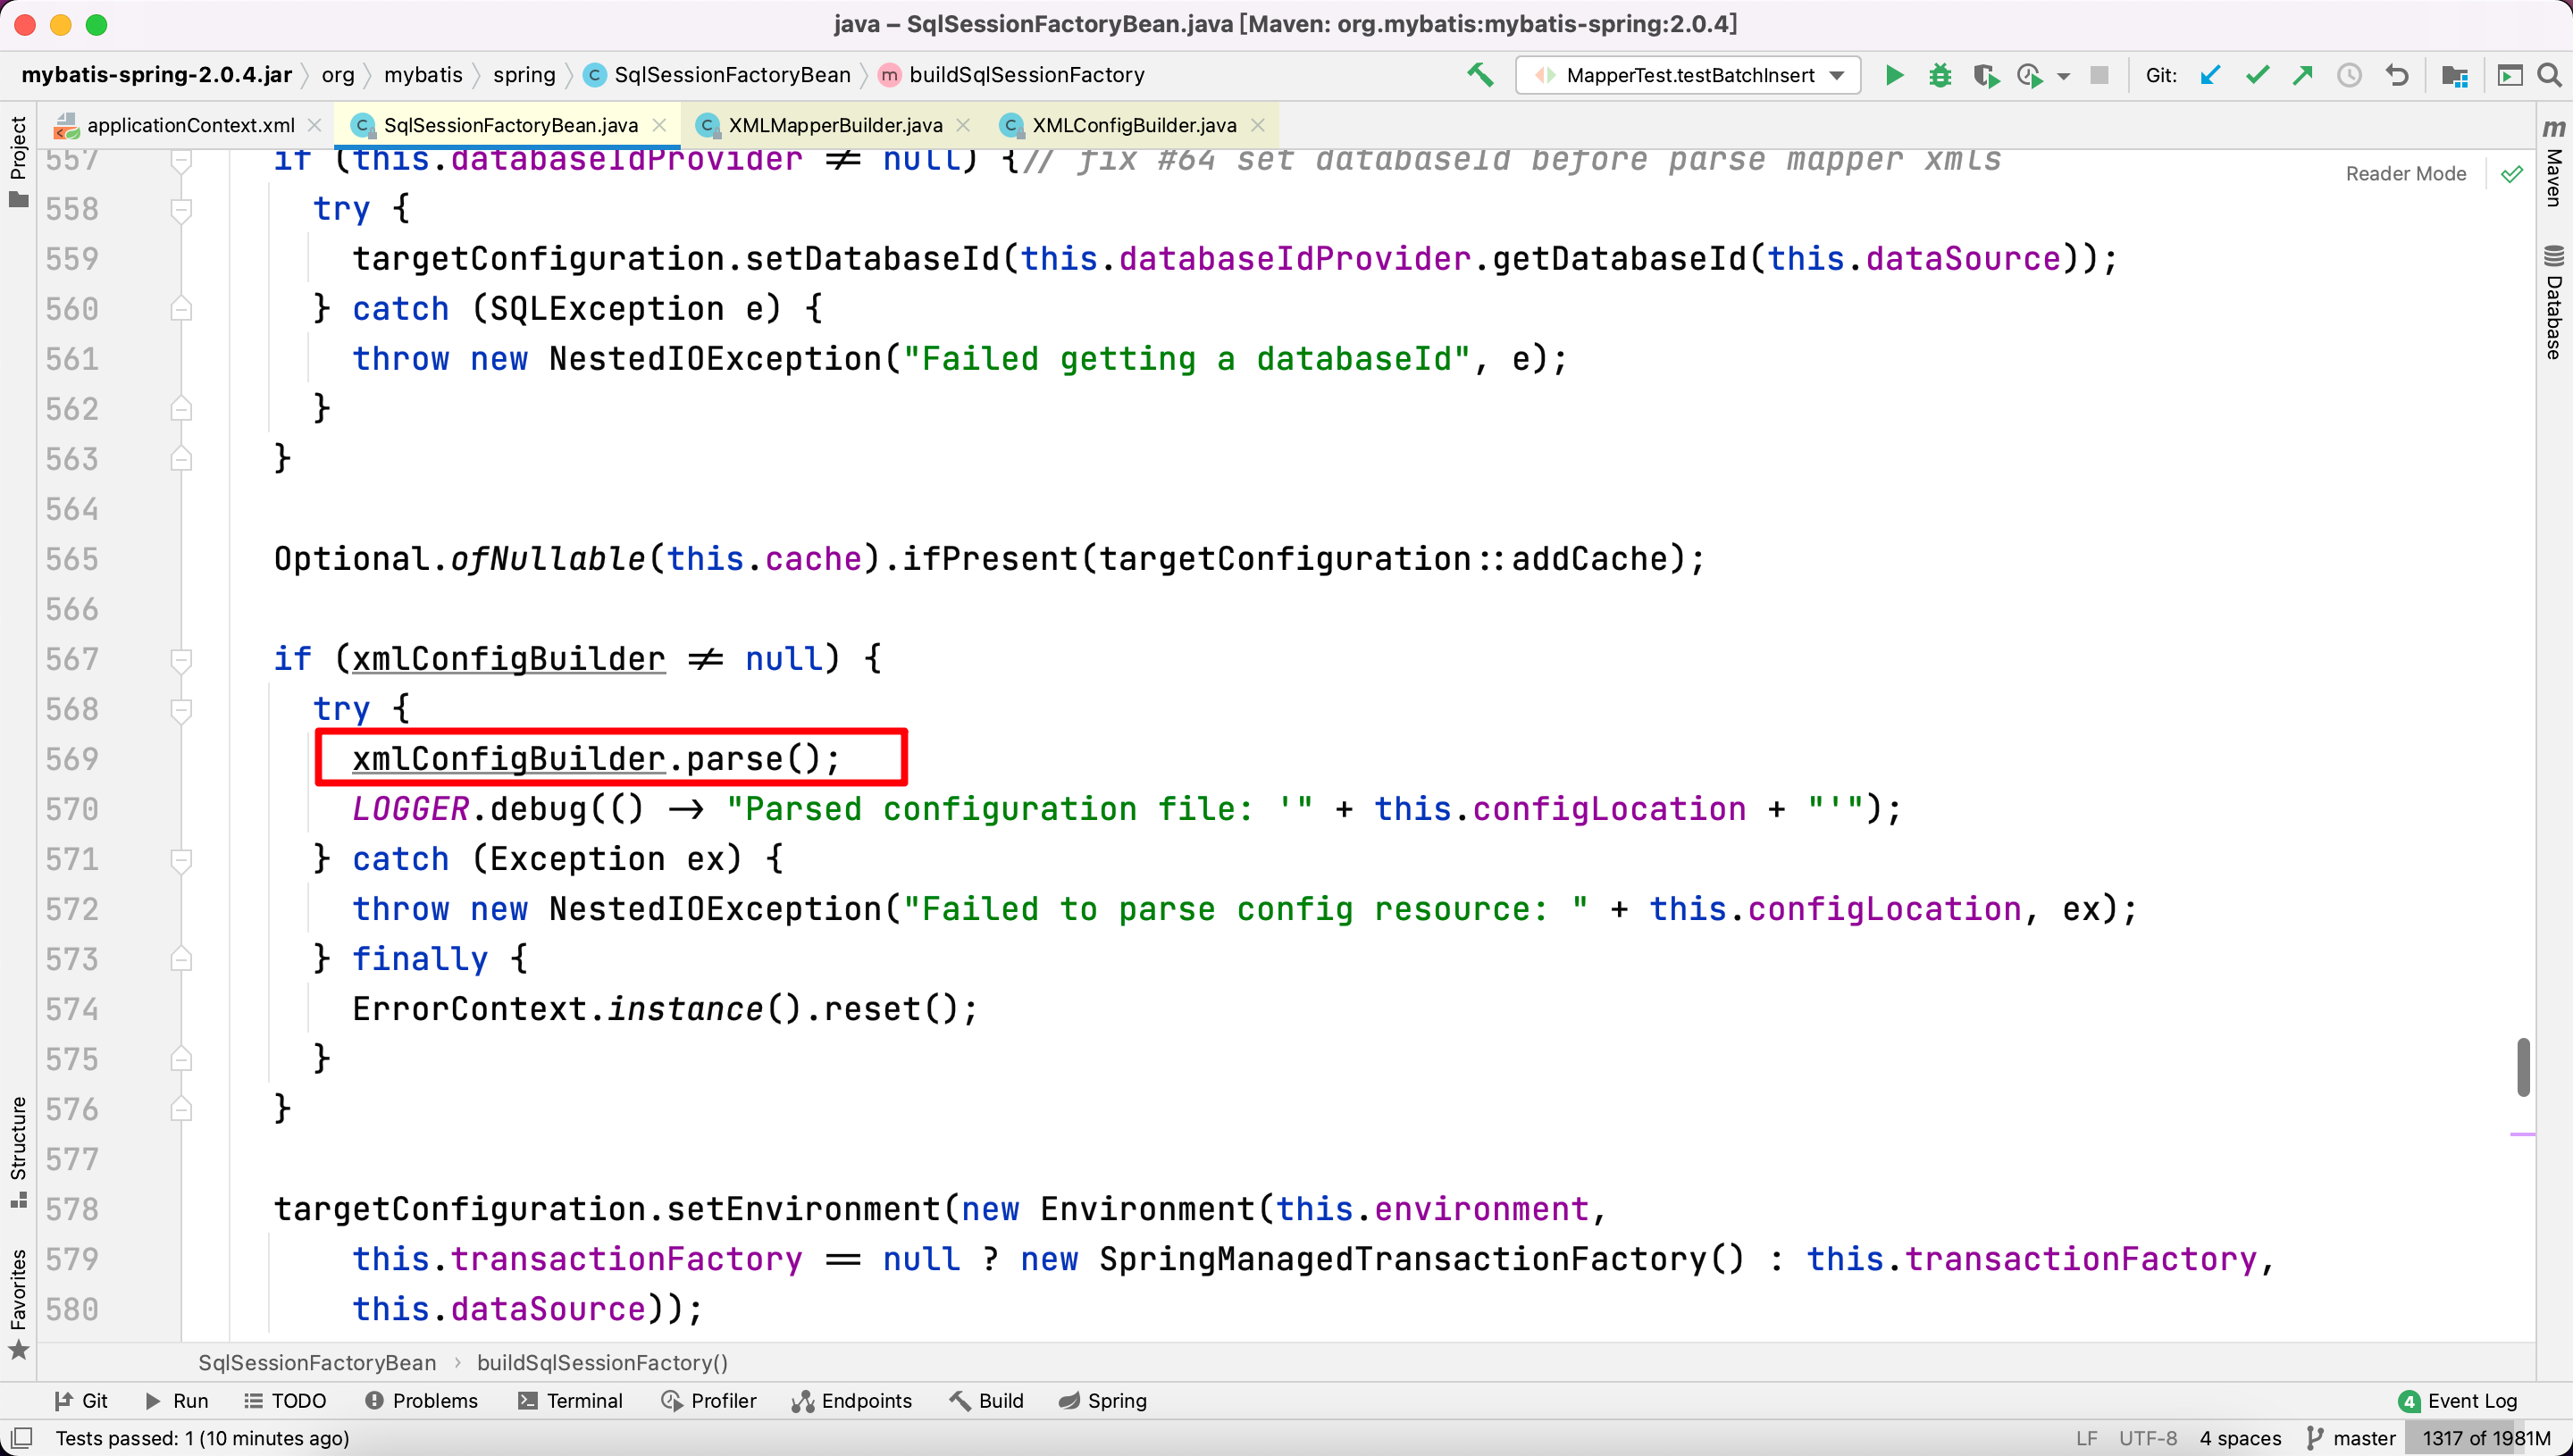 java – SqlSessionFactoryBean.java [Maven: org.mybatis:mybatis-spring:2.0.4]
mybatis-spring-2.0.4.jar org mybatis spring C SqlSessionFactoryBean m buildSqlSessionFactory MapperTest.testBatchInsert Git:
applicationContext.xml C SqlSessionFactoryBean.java C XMLMapperBuilder.java C XMLConfigBuilder.java m
Project
Maven
Database
Structure
Favorites
Reader Mode
557 if (this.databaseIdProvider != null) {// fix #64 set databaseId before parse mapper xmls
558 try {
559 targetConfiguration.setDatabaseId(this.databaseIdProvider.getDatabaseId(this.dataSource));
560 } catch (SQLException e) {
561 throw new NestedIOException("Failed getting a databaseId", e);
562 }
563 }
564
565 Optional.ofNullable(this.cache).ifPresent(targetConfiguration::addCache);
566
567 if (xmlConfigBuilder != null) {
568 try {
569 xmlConfigBuilder.parse();
570 LOGGER.debug(() -> "Parsed configuration file: '" + this.configLocation + "'");
571 } catch (Exception ex) {
572 throw new NestedIOException("Failed to parse config resource: " + this.configLocation, ex);
573 } finally {
574 ErrorContext.instance().reset();
575 }
576 }
577
578 targetConfiguration.setEnvironment(new Environment(this.environment,
579 this.transactionFactory == null ? new SpringManagedTransactionFactory() : this.transactionFactory,
580 this.dataSource));
SqlSessionFactoryBean › buildSqlSessionFactory()
Git Run TODO Problems Terminal Profiler Endpoints Build Spring 4 Event Log
Tests passed: 1 (10 minutes ago) LF UTF-8 4 spaces master 1317 of 1981M